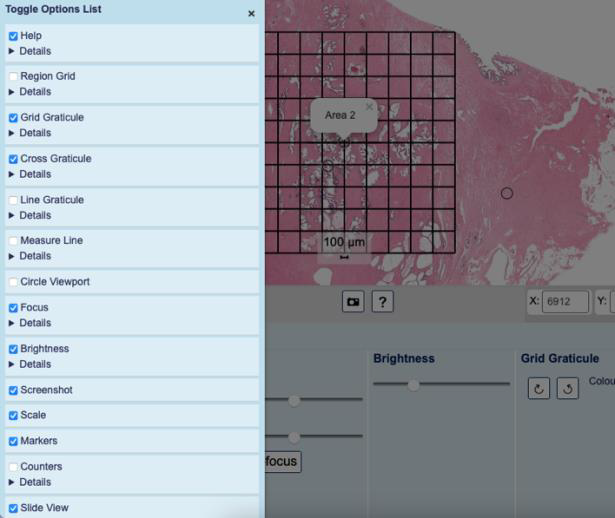 Toggle Options List
×
Help
Details
Region Grid
Details
Grid Graticule
Details
Cross Graticule
Details
Line Graticule
Details
Measure Line
Details
Circle Viewport
Focus
Details
Brightness
Details
Screenshot
Scale
Markers
Counters
Details
Slide View
Area 2
×
100 µm
?
X: 6912 Y:
focus
Brightness
Grid Graticule
Colou